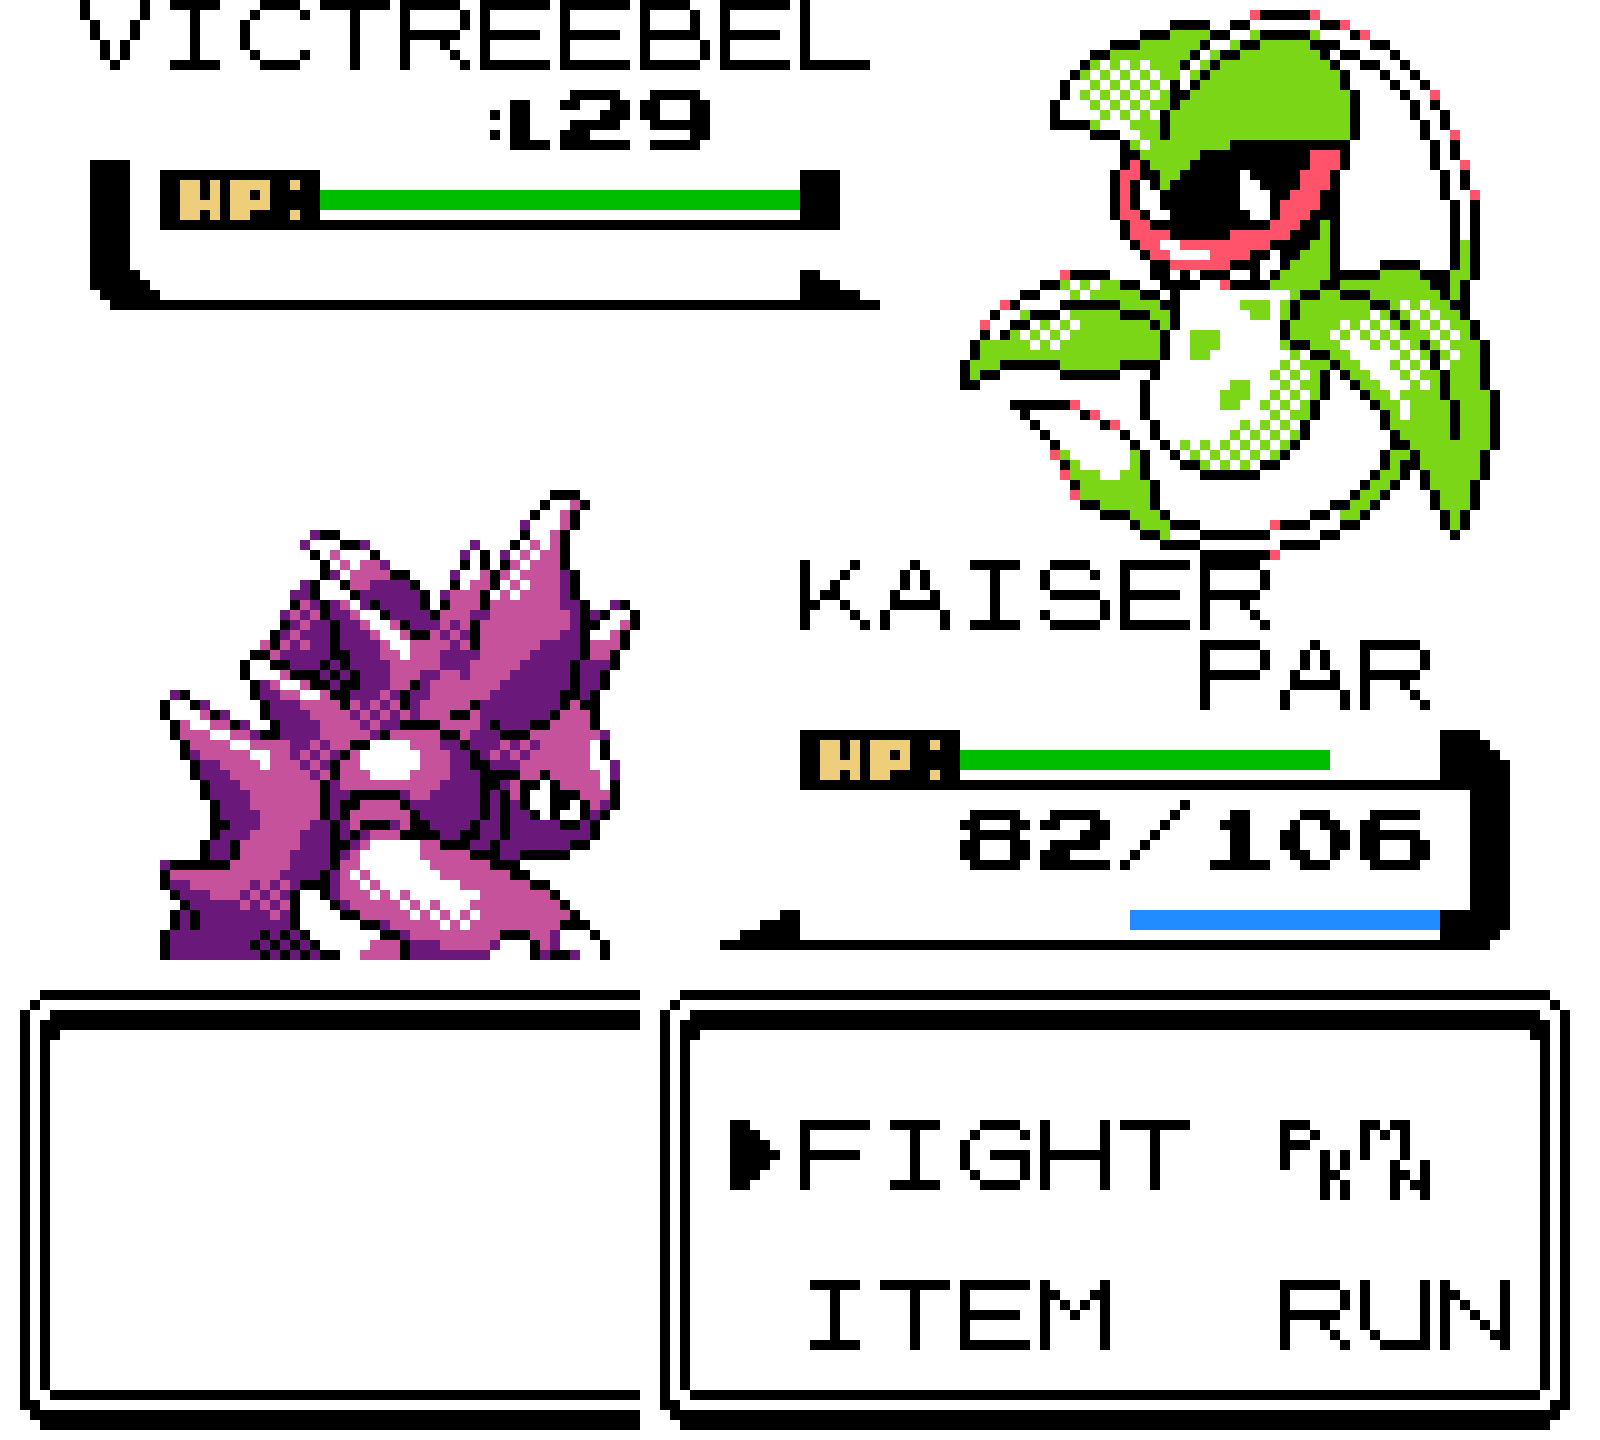 VICTREEBEL
:L29
HP:
KAISER
PAR
HP:
82/106
▶FIGHT PKMN
ITEM RUN